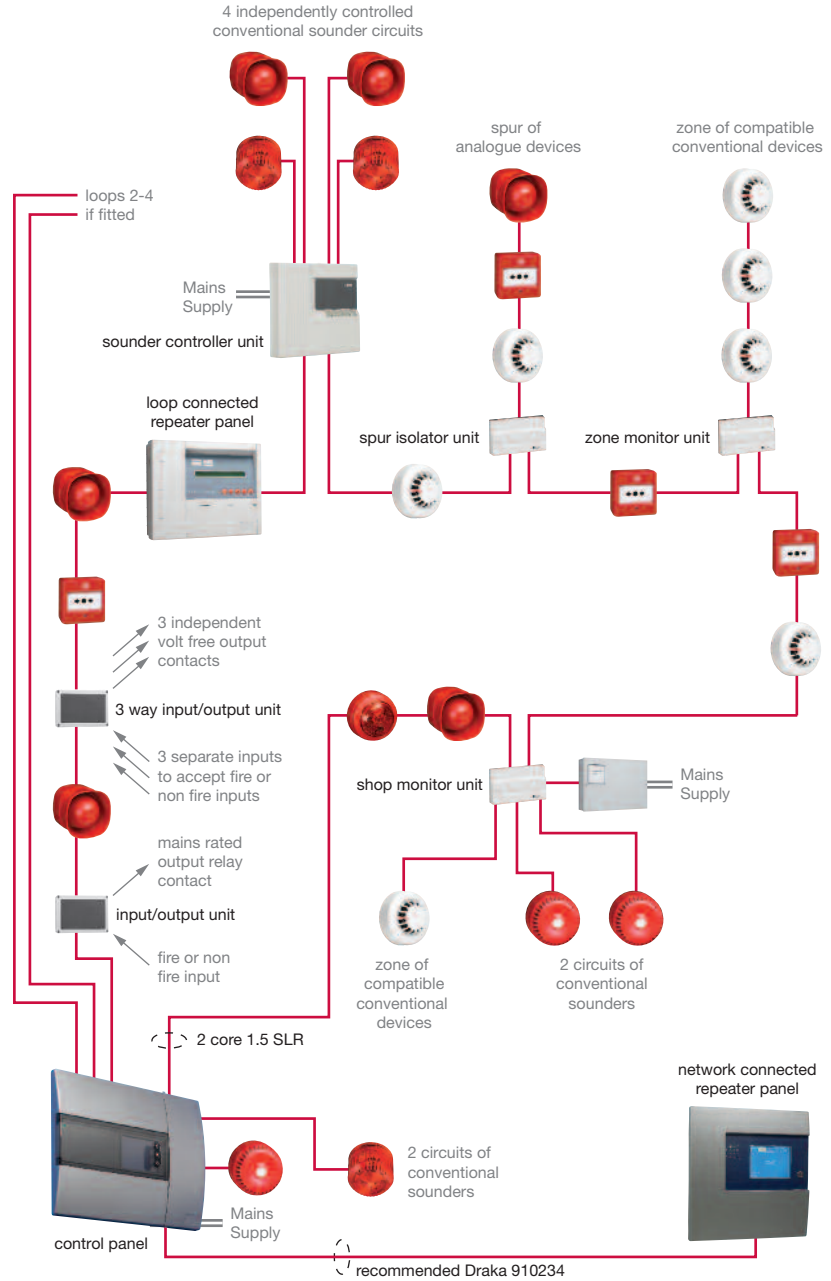 4 independently controlled
conventional sounder circuits
spur of
analogue devices
zone of compatible
conventional devices
loops 2-4
if fitted
Mains
Supply
sounder controller unit
loop connected
repeater panel
spur isolator unit
zone monitor unit
3 independent
volt free output
contacts
3 way input/output unit
3 separate inputs
to accept fire or
non fire inputs
shop monitor unit
Mains
Supply
mains rated
output relay
contact
input/output unit
fire or non
fire input
zone of
compatible
conventional
devices
2 circuits of
conventional
sounders
2 core 1.5 SLR
network connected
repeater panel
2 circuits of
conventional
sounders
Mains
Supply
control panel
recommended Draka 910234